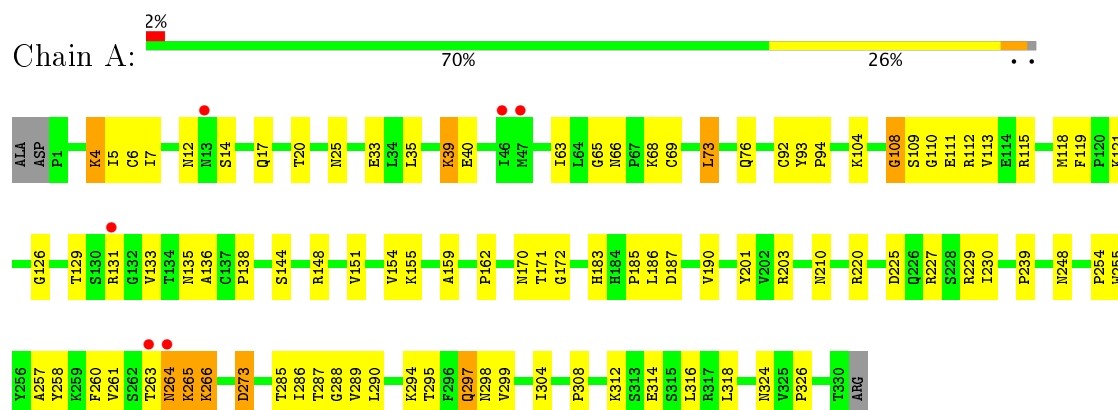 2%
Chain A:
70% 26% • •
ALA ASP P1 K4 I5 C6 I7 N12 N13 S14 Q17 T20 N25 E33 L34 L35 K39 E40 I46 M47 I63 L64 G65 N66 P67 K68 C69 L73 Q76 G92 Y93 P94 K104 G108 S109 G110 E111 R112 V113 E114 R115 M118 F119 P120 K121
G126 T129 S130 R131 G132 V133 T134 N135 A136 C137 P138 S144 R148 V151 V154 K155 A159 P162 N170 T171 G172 H183 H184 P185 L186 D187 V190 Y201 V202 R203 N210 R220 D225 Q226 R227 S228 R229 I230 P239 N248 P254 W255
Y256 A257 Y258 K259 F260 V261 S262 T263 N264 K265 K266 D273 T285 I286 T287 G288 V289 L290 K294 T295 F296 Q297 N298 V299 I304 P308 K312 S313 E314 S315 L316 R317 L318 N324 V325 P326 T330 ARG